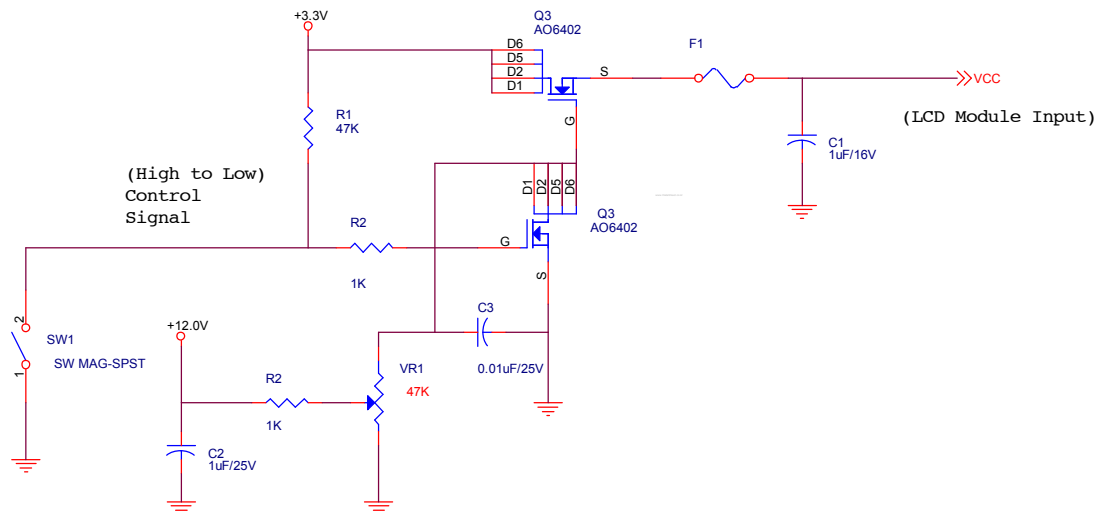 +3.3V
Q3
AO6402
D6
D5
D2
D1
S
G
F1
VCC
(LCD Module Input)
R1
47K
C1
1uF/16V
(High to Low)
Control
Signal
D1
D2
D5
D6
Q3
AO6402
R2
1K
G
S
2
SW1
SW MAG-SPST
1
+12.0V
C3
0.01uF/25V
R2
1K
VR1
47K
C2
1uF/25V